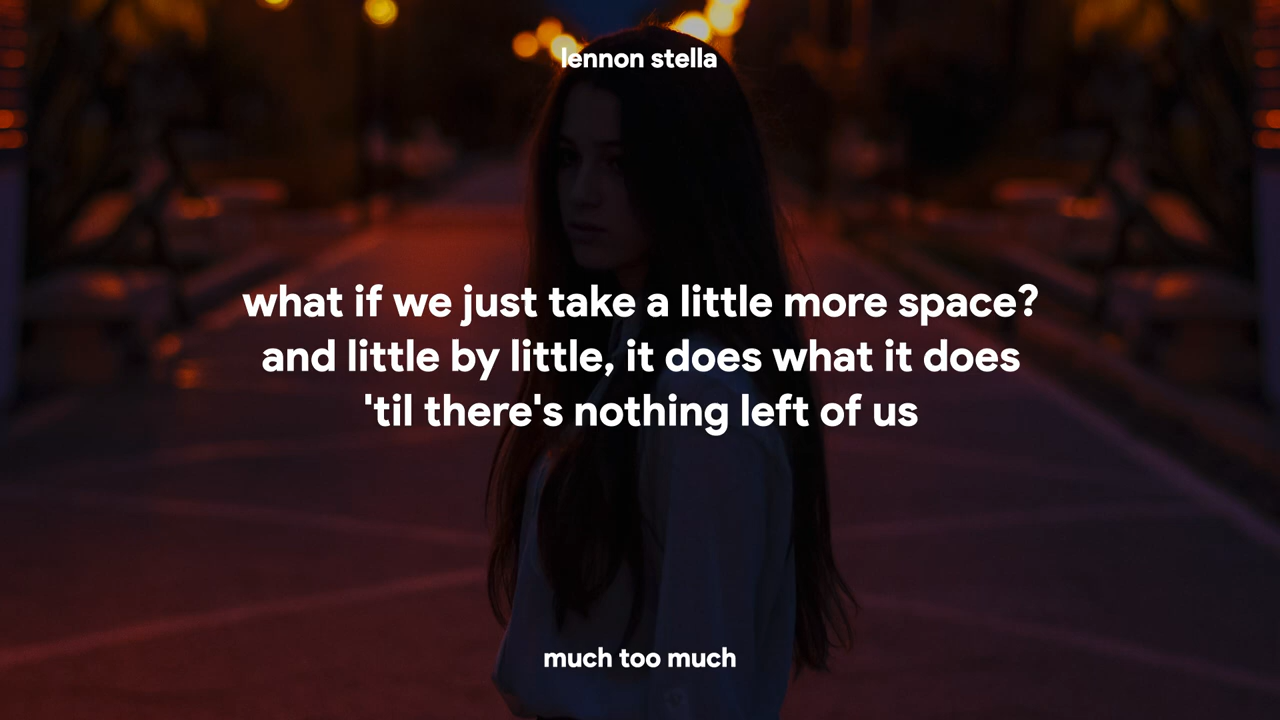 lennon stella
what if we just take a little more space?
and little by little, it does what it does
'til there's nothing left of us
much too much